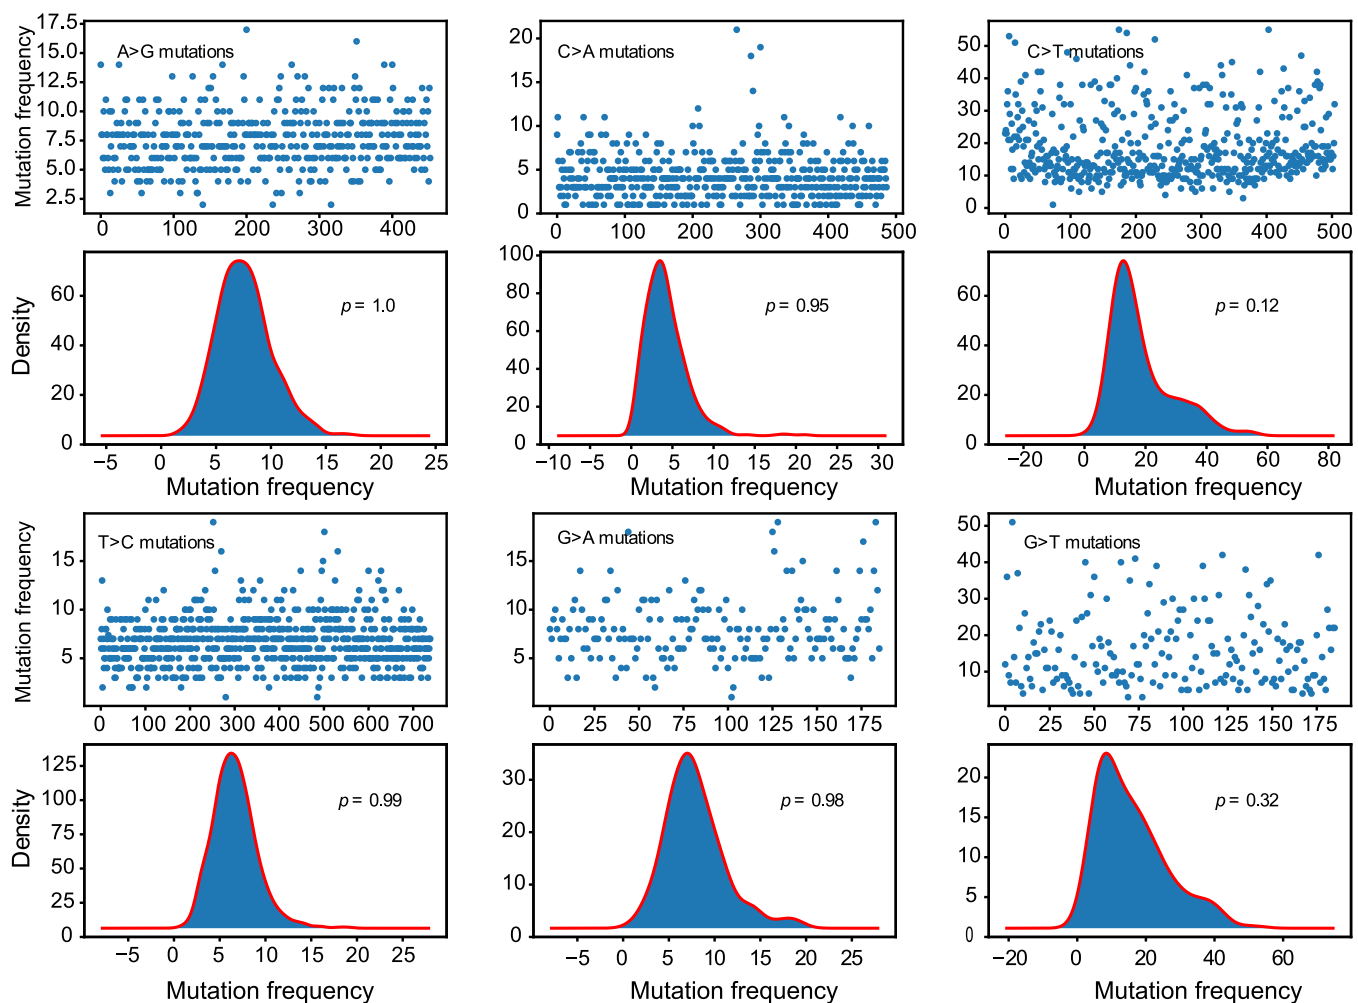 Mutation frequency
17.5
15.0
12.5
10.0
7.5
5.0
2.5
A>G mutations
0 100 200 300 400
20
15
10
5
0
C>A mutations
0 100 200 300 400 500
50
40
30
20
10
0
C>T mutations
0 100 200 300 400 500
Density
60
40
20
0
p = 1.0
−5 0 5 10 15 20 25
Mutation frequency
100
80
60
40
20
0
p = 0.95
−10 −5 0 5 10 15 20 25 30
Mutation frequency
60
40
20
0
p = 0.12
−20 0 20 40 60 80
Mutation frequency
Mutation frequency
15
10
5
T>C mutations
0 100 200 300 400 500 600 700
15
10
5
G>A mutations
0 25 50 75 100 125 150 175
50
40
30
20
10
G>T mutations
0 25 50 75 100 125 150 175
Density
125
100
75
50
25
0
p = 0.99
−5 0 5 10 15 20 25
Mutation frequency
30
20
10
0
p = 0.98
−5 0 5 10 15 20 25
Mutation frequency
20
15
10
5
0
p = 0.32
−20 0 20 40 60
Mutation frequency